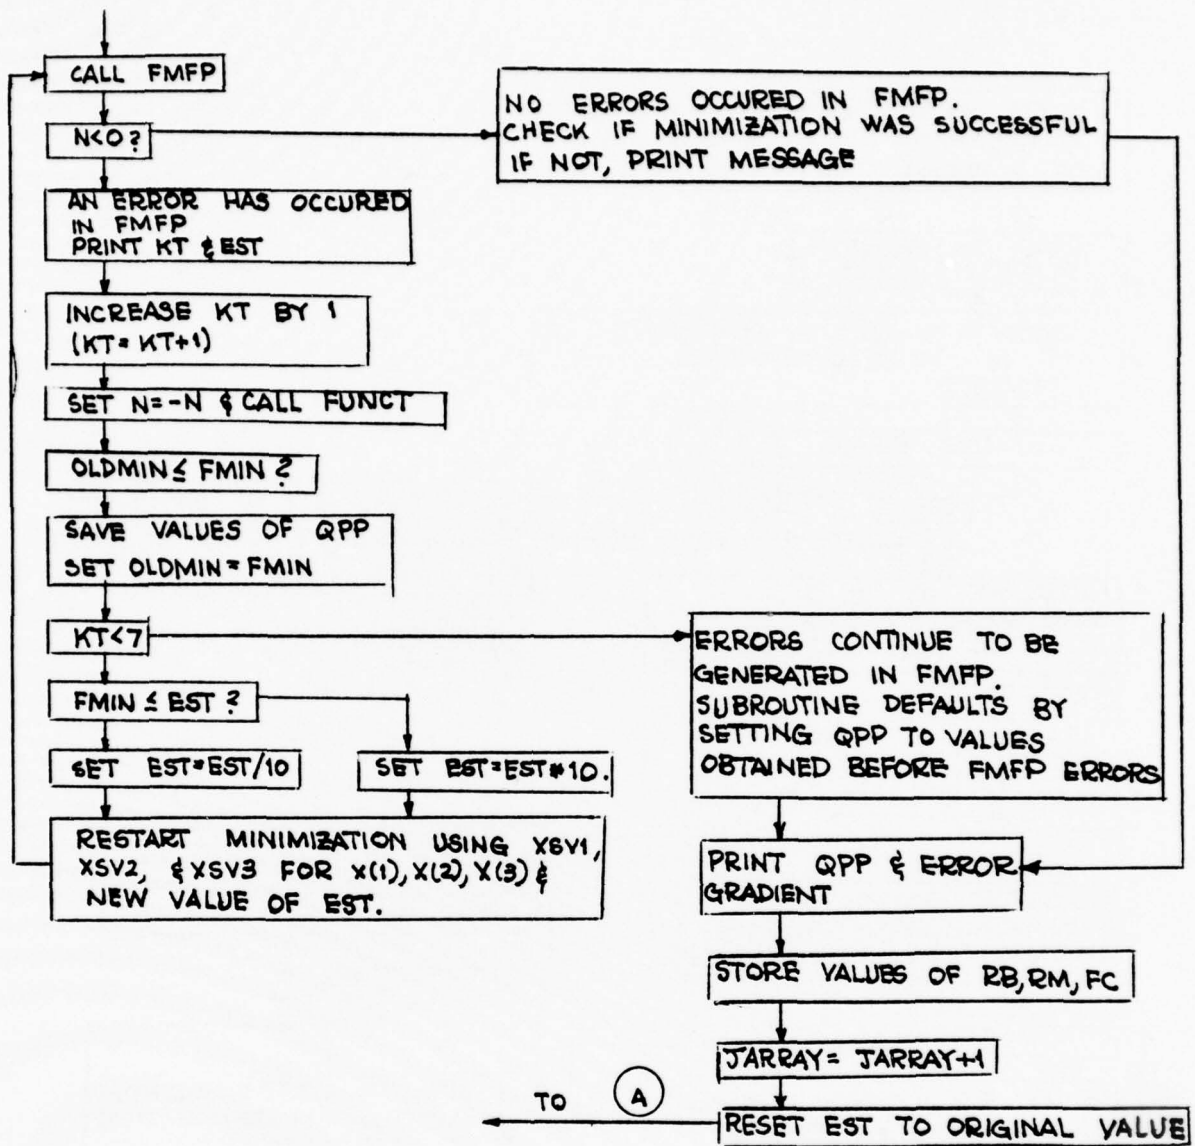 CALL FMFP
N<0?
NO ERRORS OCCURED IN FMFP.
CHECK IF MINIMIZATION WAS SUCCESSFUL
IF NOT, PRINT MESSAGE
AN ERROR HAS OCCURED
IN FMFP
PRINT KT & EST
INCREASE KT BY 1
(KT= KT+1)
SET N=-N & CALL FUNCT
OLDMIN ≤ FMIN ?
SAVE VALUES OF QPP
SET OLDMIN = FMIN
KT<7
FMIN ≤ EST ?
SET EST=EST/10
SET EST=EST*10.
RESTART MINIMIZATION USING XSV1,
XSV2, & XSV3 FOR X(1), X(2), X(3) &
NEW VALUE OF EST.
ERRORS CONTINUE TO BE
GENERATED IN FMFP.
SUBROUTINE DEFAULTS BY
SETTING QPP TO VALUES
OBTAINED BEFORE FMFP ERRORS
PRINT QPP & ERROR
GRADIENT
STORE VALUES OF RB, RM, FC
JARRAY= JARRAY+1
RESET EST TO ORIGINAL VALUE
TO A